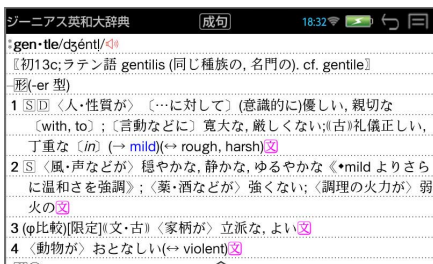 ジーニアス英和大辞典 成句 18:32
gen・tle/dʒéntl/
〖初13c;ラテン語 gentilis (同じ種族の, 名門の). cf. gentle〗
―形(-er 型)
1 S D 〈人・性質が〉〔…に対して〕(意識的に)優しい, 親切な
〔with, to〕;〔言動などに〕寛大な, 厳しくない;⦅古⦆礼儀正しい,
丁重な〔in〕(→ mild)(↔ rough, harsh)文
2 S 〈風・声などが〉穏やかな, 静かな, ゆるやかな《◆mild よりさら
に温和さを強調》;〈薬・酒などが〉強くない;〈調理の火力が〉弱
火の文
3 (φ比較)[限定]⦅文・古⦆〈家柄が〉立派な, よい文
4 〈動物が〉おとなしい(↔ violent)文